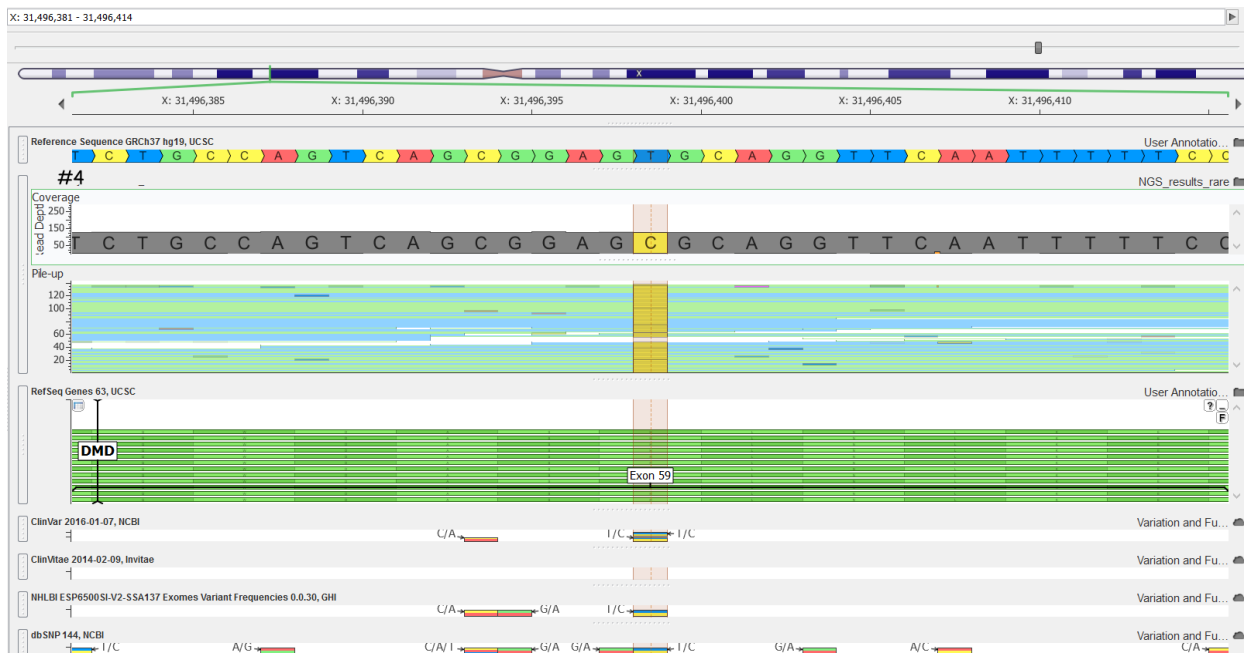 X: 31,496,381 - 31,496,414
X
X: 31,496,385 X: 31,496,390 X: 31,496,395 X: 31,496,400 X: 31,496,405 X: 31,496,410
Reference Sequence GRCh37 hg19, UCSC
User Annotatio...
T C T G C C A G T C A G C G G A G T G C A G G T T C A A T T T T T C C
#4
NGS_results_rare
Coverage
250
150
50
T C T G C C A G T C A G C G G A G C G C A G G T T C A A T T T T T C C
Pile-up
120
100
60
40
20
RefSeq Genes 63, UCSC
User Annotatio...
? _
F
DMD
Exon 59
ClinVar 2016-01-07, NCBI
Variation and Fu...
C/A T/C T/C
ClinVitae 2014-02-09, Invitae
Variation and Fu...
NHLBI ESP6500SI-V2-SSA137 Exomes Variant Frequencies 0.0.30, GHI
Variation and Fu...
C/A G/A T/C
dbSNP 144, NCBI
Variation and Fu...
T/C A/G C/A/T G/A G/A T/C G/A A/C C/A